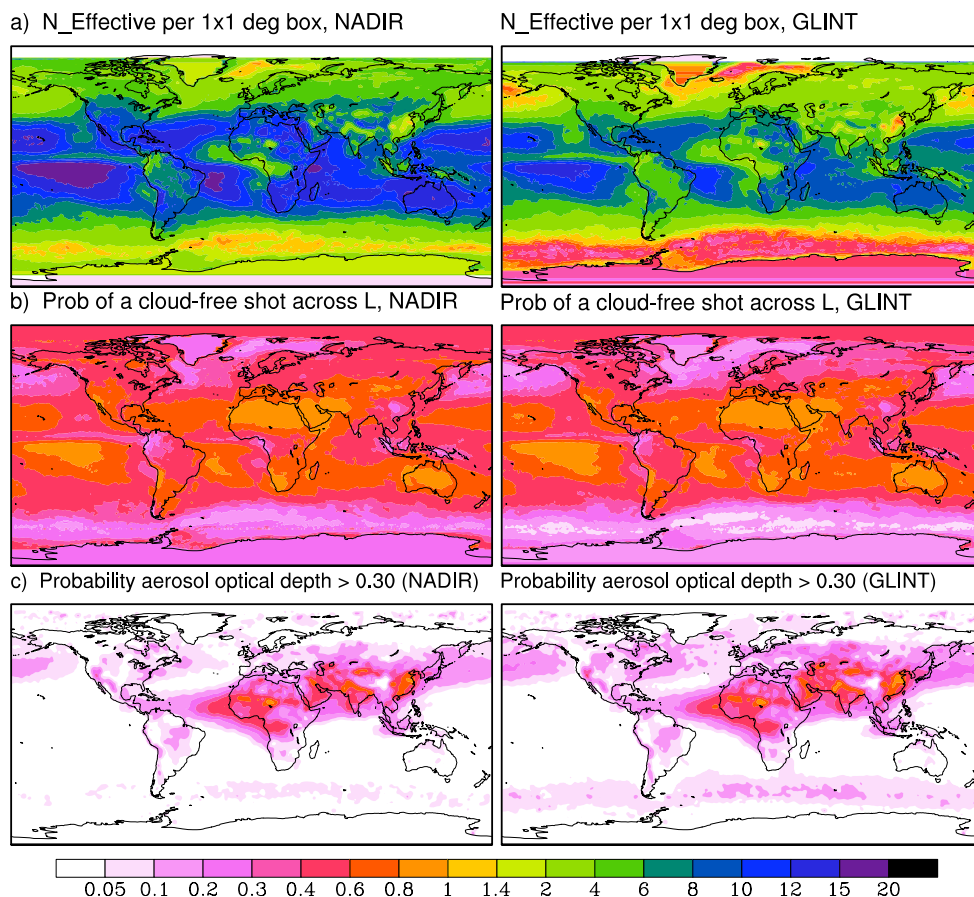 a) N_Effective per 1x1 deg box, NADIR
N_Effective per 1x1 deg box, GLINT
b) Prob of a cloud-free shot across L, NADIR
Prob of a cloud-free shot across L, GLINT
c) Probability aerosol optical depth > 0.30 (NADIR)
Probability aerosol optical depth > 0.30 (GLINT)
0.05 0.1 0.2 0.3 0.4 0.6 0.8 1 1.4 2 4 6 8 10 12 15 20